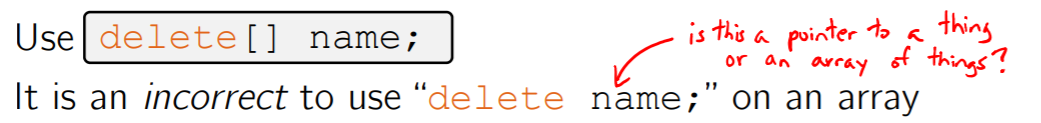 Use delete[] name;
is this a pointer to a thing
or an array of things?
It is an incorrect to use “delete name;” on an array